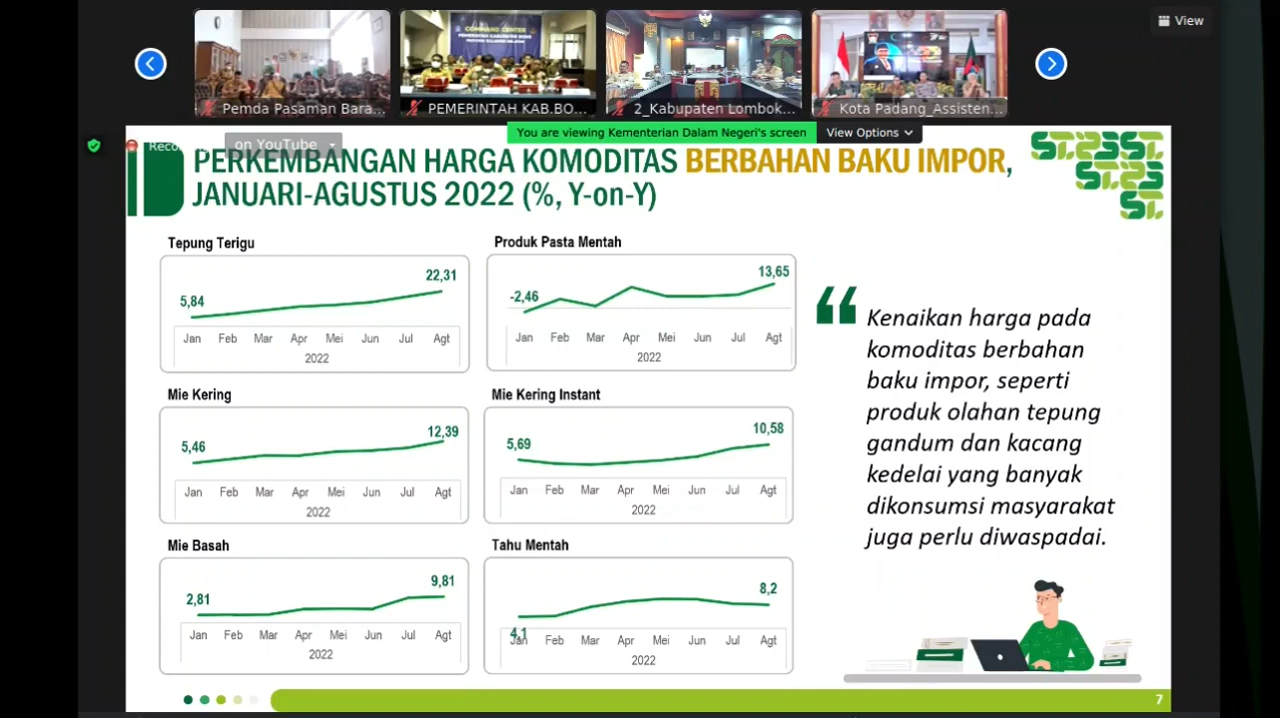 View
Pemda Pasaman Bara...
COMMAND CENTER
PEMERINTAH KAB.BO...
2_Kabupaten Lombok...
Kota Padang_Assisten...
You are viewing Kementerian Dalam Negeri's screen
View Options
on YouTube
PERKEMBANGAN HARGA KOMODITAS BERBAHAN BAKU IMPOR,
JANUARI-AGUSTUS 2022 (%, Y-on-Y)
Tepung Terigu
5,84
22,31
Jan Feb Mar Apr Mei Jun Jul Agt
2022
Produk Pasta Mentah
-2,46
13,65
Jan Feb Mar Apr Mei Jun Jul Agt
2022
Mie Kering
5,46
12,39
Jan Feb Mar Apr Mei Jun Jul Agt
2022
Mie Kering Instant
5,69
10,58
Jan Feb Mar Apr Mei Jun Jul Agt
2022
Mie Basah
2,81
9,81
Jan Feb Mar Apr Mei Jun Jul Agt
2022
Tahu Mentah
4,1
8,2
Jan Feb Mar Apr Mei Jun Jul Agt
2022
“
Kenaikan harga pada
komoditas berbahan
baku impor, seperti
produk olahan tepung
gandum dan kacang
kedelai yang banyak
dikonsumsi masyarakat
juga perlu diwaspadai.
7